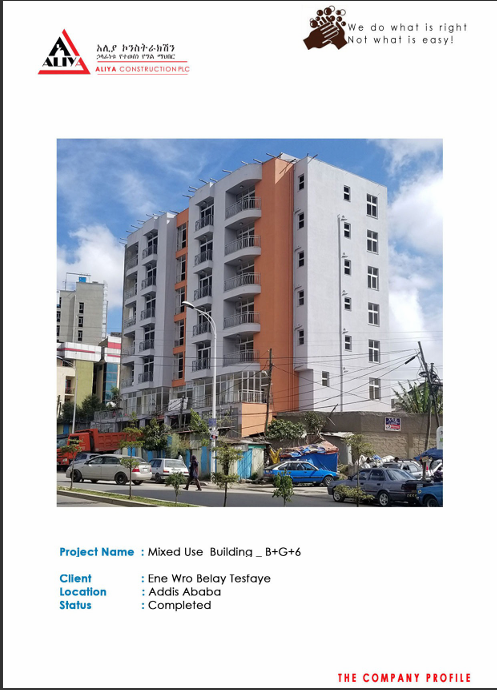 We do what is right
Not what is easy!
ALIYA
አሊያ ኮንስትራክሽን
ኃላፊነቱ የተወሰነ የግል ማህበር
ALIYA CONSTRUCTION PLC
Project Name : Mixed Use Building _ B+G+6
Client : Ene Wro Belay Tesfaye
Location : Addis Ababa
Status : Completed
THE COMPANY PROFILE